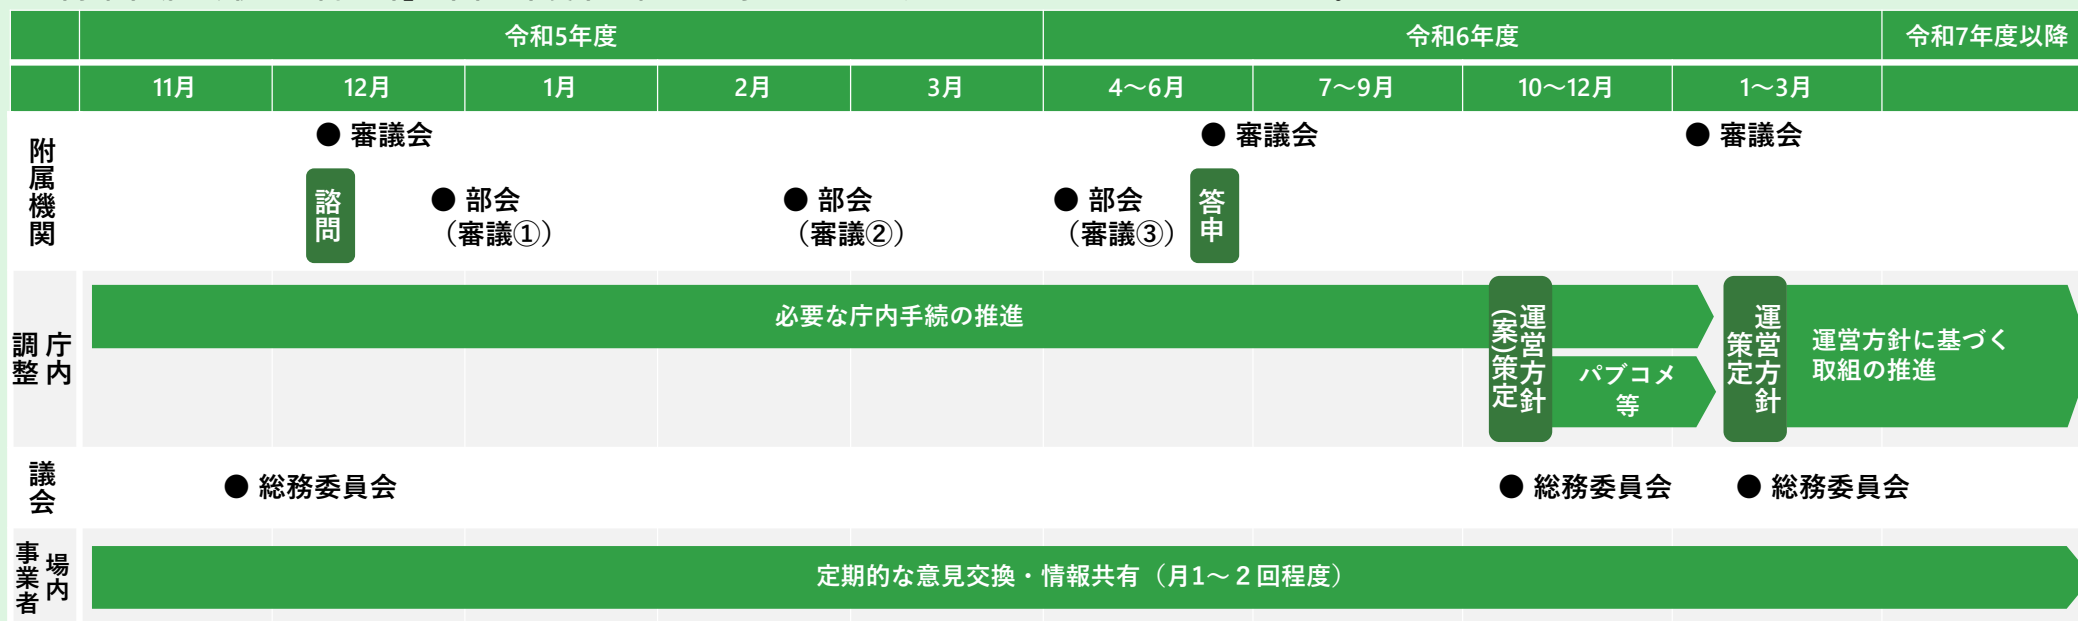 令和5年度
令和6年度
令和7年度以降
11月
12月
1月
2月
3月
4～6月
7～9月
10～12月
1～3月
附属機関
● 審議会
● 審議会
● 審議会
諮問
● 部会
（審議①）
● 部会
（審議②）
● 部会
（審議③）
答申
庁内
調整
必要な庁内手続の推進
運営方針
(案)策定
パブコメ
等
運営方針
策定
運営方針に基づく
取組の推進
議会
● 総務委員会
● 総務委員会
● 総務委員会
場内
事業者
定期的な意見交換・情報共有（月1～２回程度）